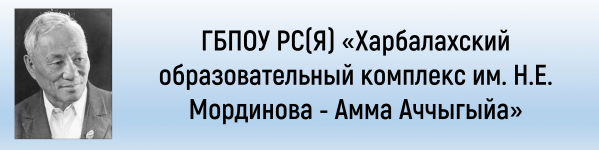 ГБПОУ РС(Я) «Харбалахский
образовательный комплекс им. Н.Е.
Мординова - Амма Аччыгыйа»